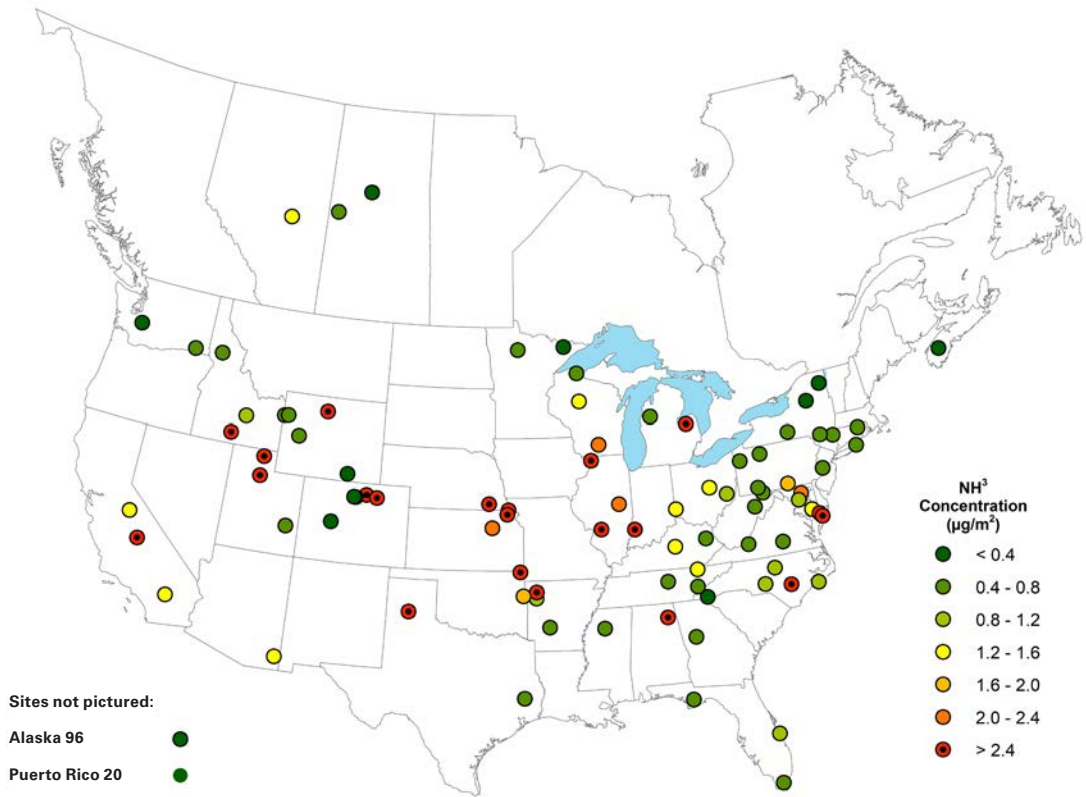 NH³
Concentration
(µg/m²)
< 0.4
0.4 - 0.8
0.8 - 1.2
1.2 - 1.6
1.6 - 2.0
2.0 - 2.4
> 2.4
Sites not pictured:
Alaska 96
Puerto Rico 20